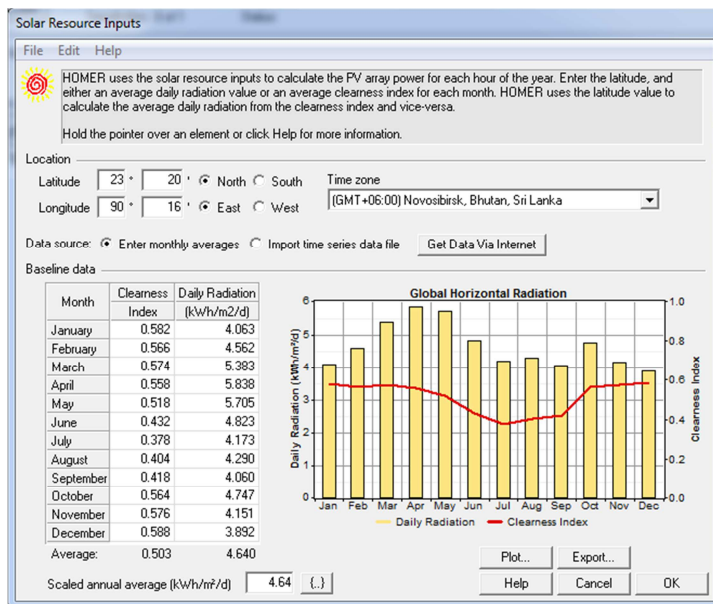 Solar Resource Inputs
File Edit Help
HOMER uses the solar resource inputs to calculate the PV array power for each hour of the year. Enter the latitude, and
either an average daily radiation value or an average clearness index for each month. HOMER uses the latitude value to
calculate the average daily radiation from the clearness index and vice-versa.
Hold the pointer over an element or click Help for more information.
Location
Latitude 23 ° 20 ' North South Time zone
Longitude 90 ° 16 ' East West (GMT+06:00) Novosibirsk, Bhutan, Sri Lanka
Data source: Enter monthly averages Import time series data file Get Data Via Internet
Baseline data
Month Clearness Index Daily Radiation (kWh/m2/d)
January 0.582 4.063
February 0.566 4.562
March 0.574 5.383
April 0.558 5.838
May 0.518 5.705
June 0.432 4.823
July 0.378 4.173
August 0.404 4.290
September 0.418 4.060
October 0.564 4.747
November 0.576 4.151
December 0.588 3.892
Average: 0.503 4.640
Scaled annual average (kWh/m²/d) 4.64 {..}
Global Horizontal Radiation
Daily Radiation (kWh/m²/d)
6
5
4
3
2
1
0
1.0
0.8
0.6
0.4
0.2
0.0
Clearness Index
Jan Feb Mar Apr May Jun Jul Aug Sep Oct Nov Dec
Daily Radiation Clearness Index
Plot... Export...
Help Cancel OK